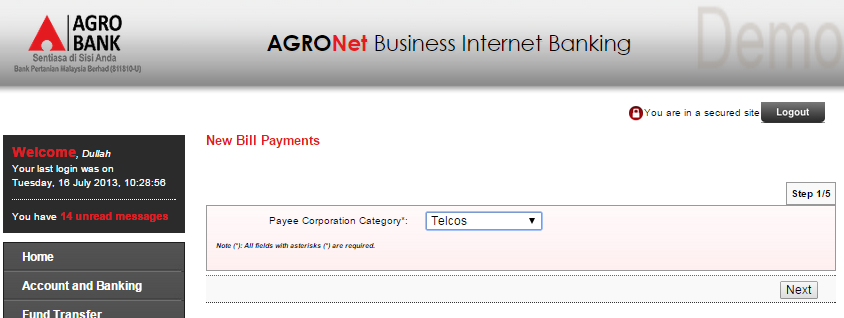 AGRO
BANK
Sentiasa di Sisi Anda
Bank Pertanian Malaysia Berhad (811810-U)
AGRONet Business Internet Banking
Demo
You are in a secured site
Logout
Welcome, Dullah
Your last login was on
Tuesday, 16 July 2013, 10:28:56
You have 14 unread messages
Home
Account and Banking
Fund Transfer
New Bill Payments
Step 1/5
Payee Corporation Category*: Telcos
Note (*): All fields with asterisks (*) are required.
Next